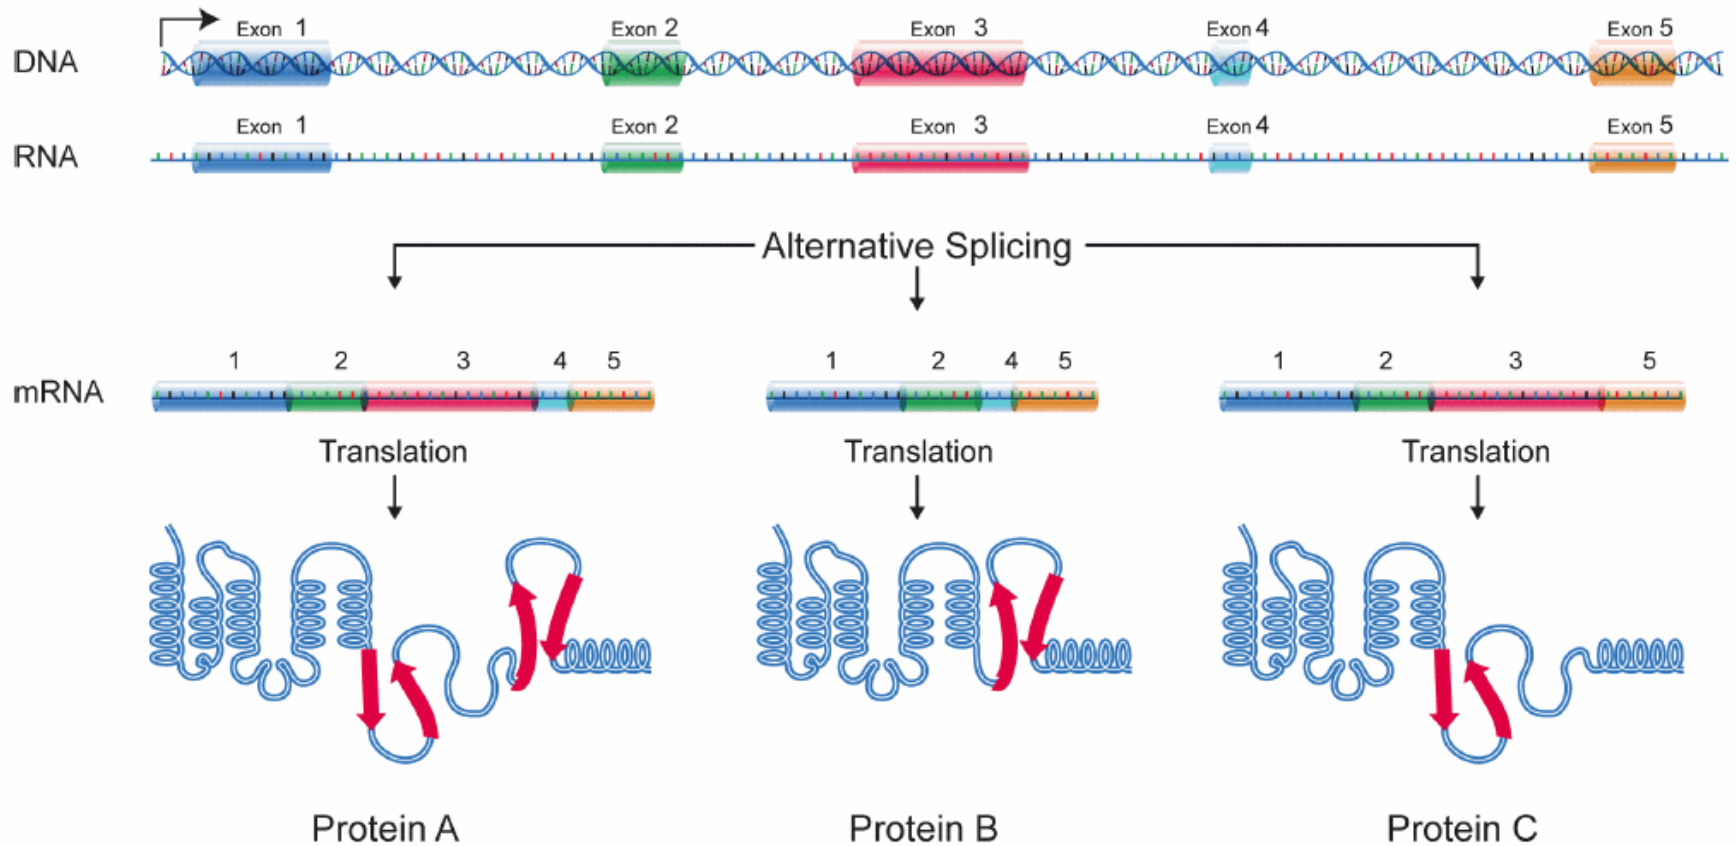 Exon 1 Exon 2 Exon 3 Exon 4 Exon 5
DNA
Exon 1 Exon 2 Exon 3 Exon 4 Exon 5
RNA
Alternative Splicing
1 2 3 4 5 1 2 4 5 1 2 3 5
mRNA
Translation Translation Translation
Protein A Protein B Protein C